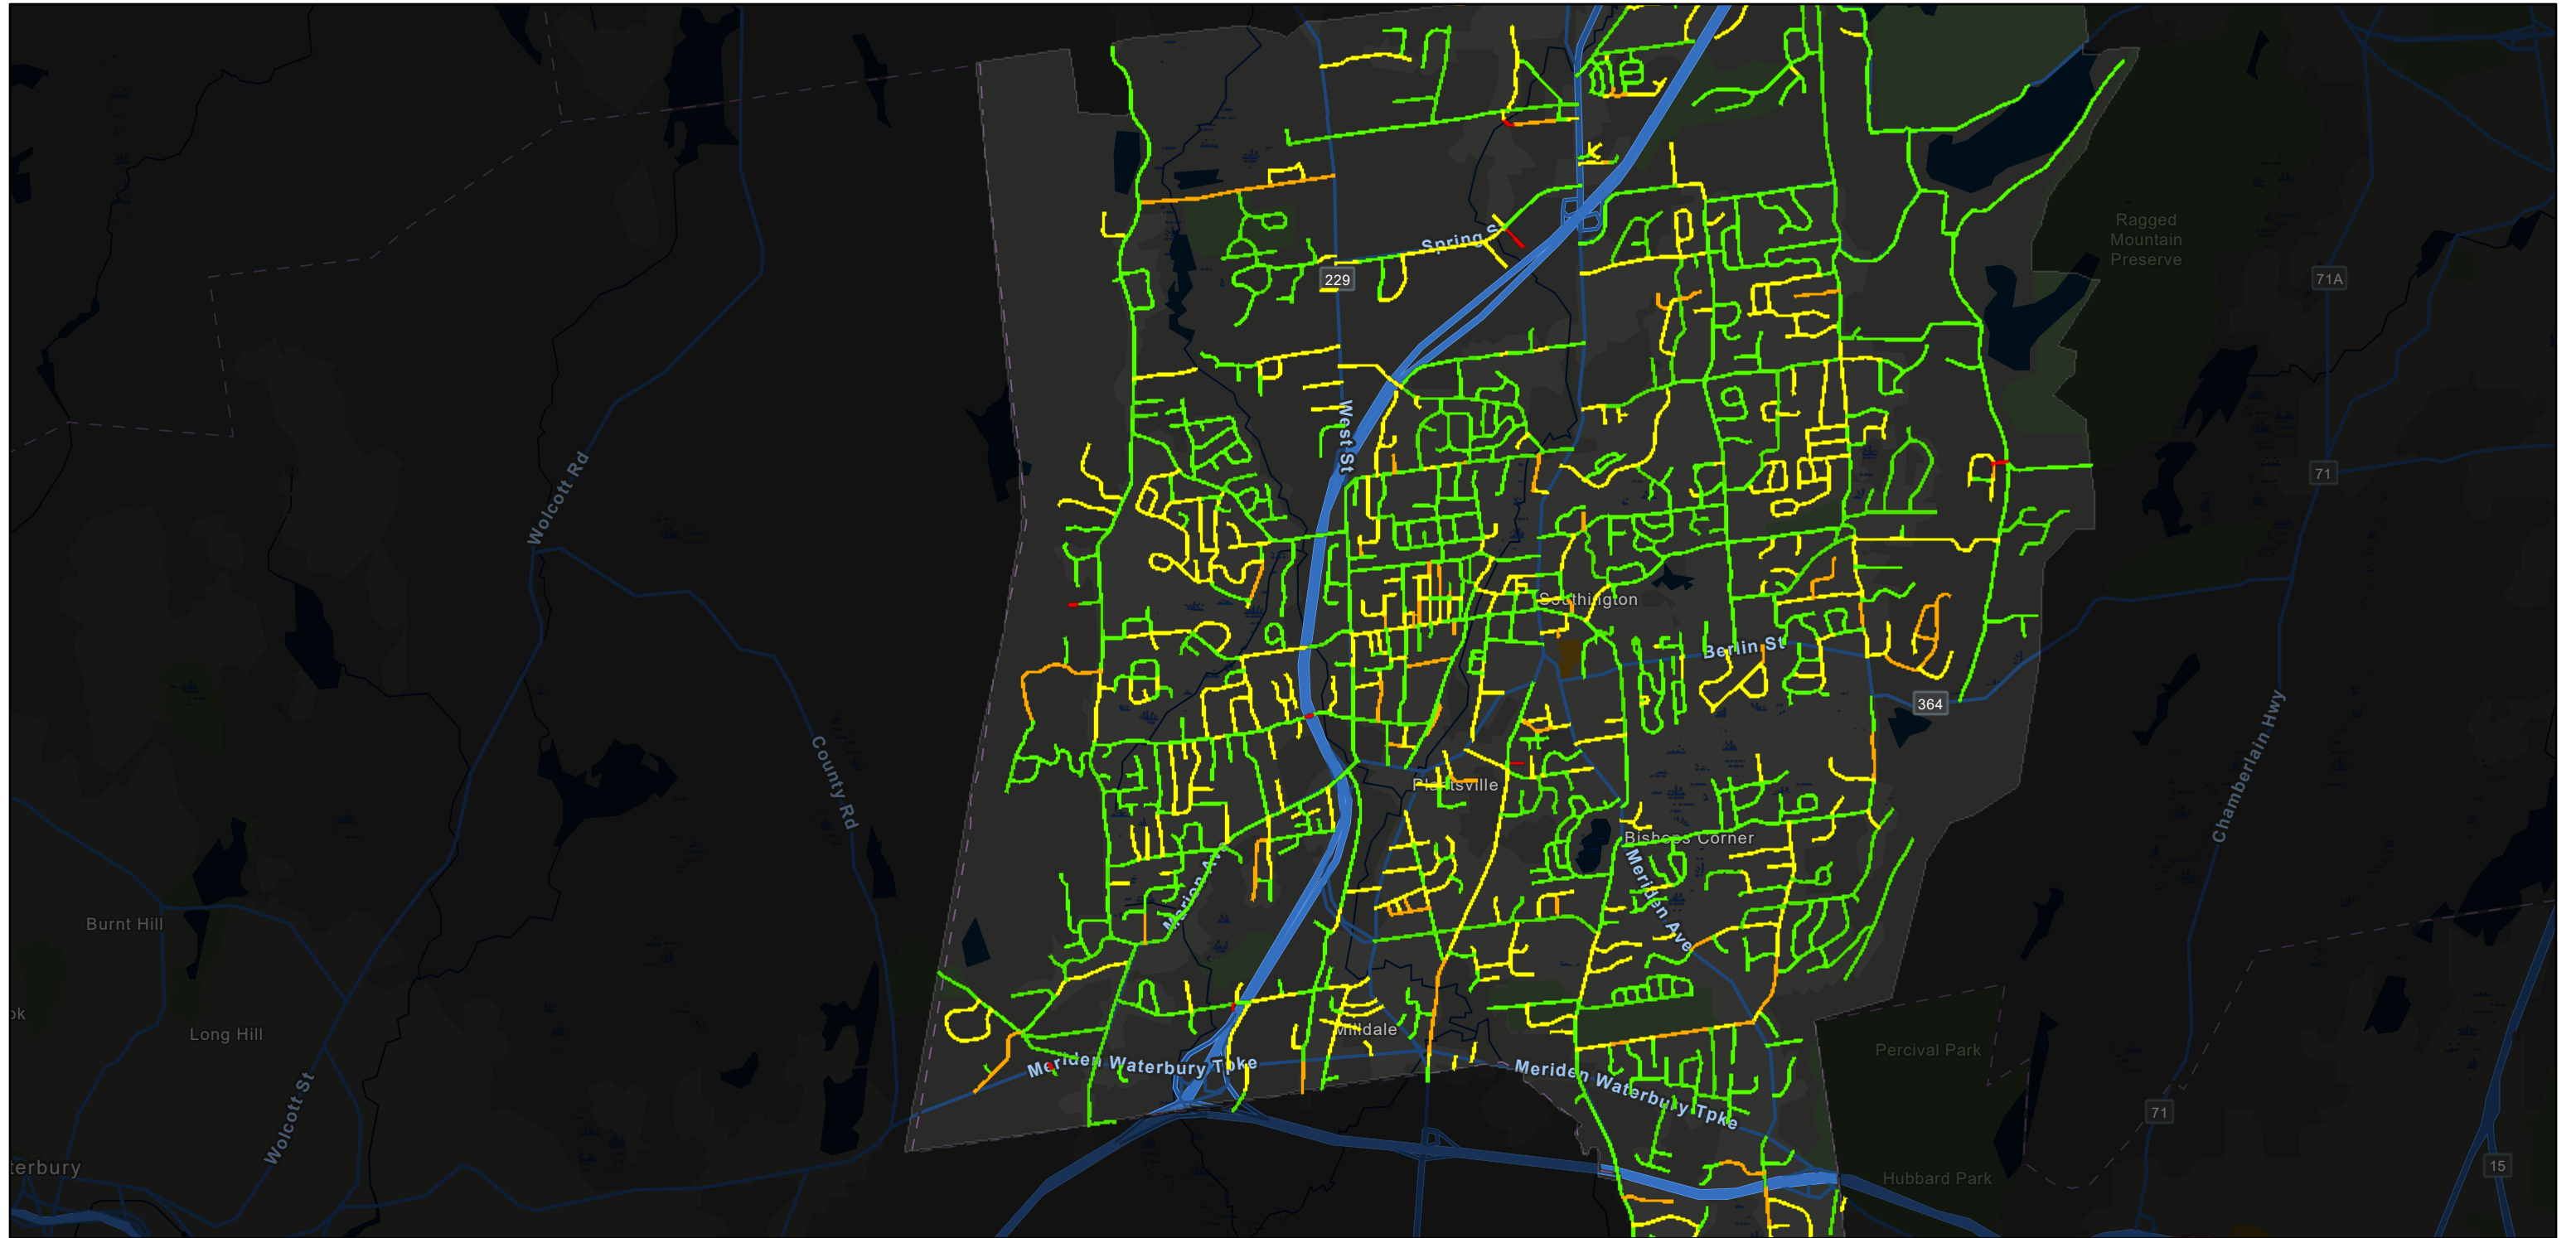 Spring S
229
Ragged
Mountain
Preserve
71A
West St
Wolcott Rd
71
Southington
Berlin St
364
County Rd
Chamberlain Hwy
Plantsville
Bishops Corner
Marion Ave
Meriden Ave
Burnt Hill
ok
Long Hill
Milldale
Meriden Waterbury Tpke
Meriden Waterbury Tpke
Percival Park
Wolcott St
71
terbury
Hubbard Park
15